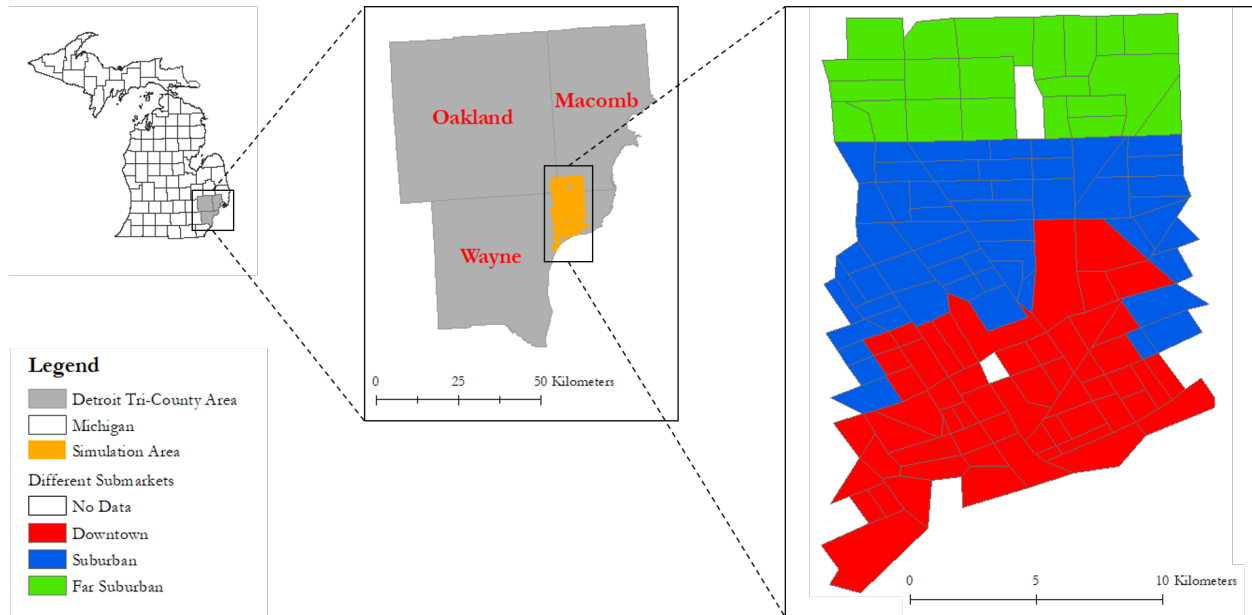 Oakland
Macomb
Wayne
0 25 50 Kilometers
Legend
Detroit Tri-County Area
Michigan
Simulation Area
Different Submarkets
No Data
Downtown
Suburban
Far Suburban
0 5 10 Kilometers